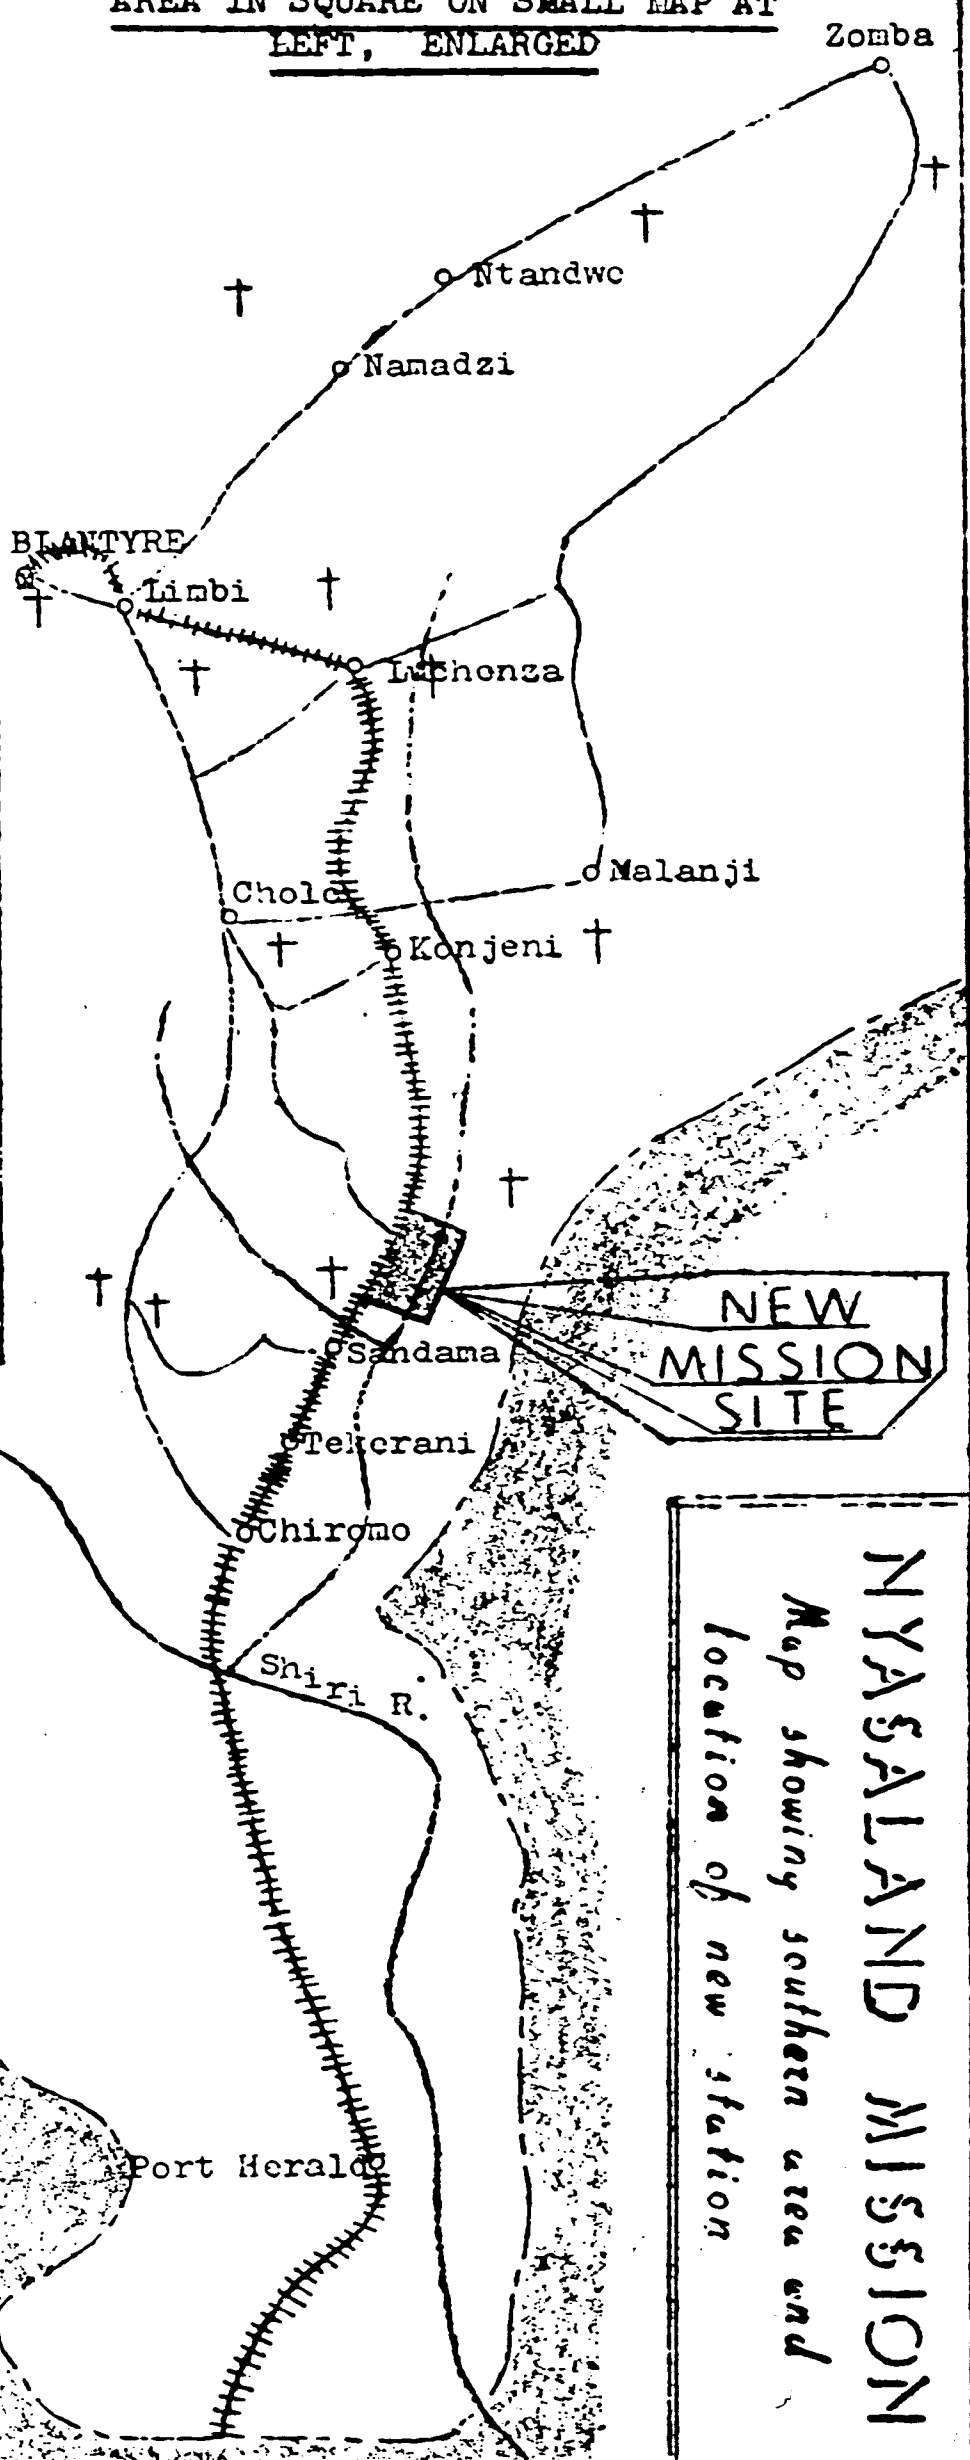 AREA IN SQUARE ON SMALL MAP AT
LEFT, ENLARGED
Zomba
Ntandwe
Namadzi
BLANTYRE
Limbi
Luchenza
Malanji
Cholo
Konjeni
NEW
MISSION
SITE
Sandama
Tekerani
Chiromo
Shiri R.
Port Herald
NYASALAND MISSION
Map showing southern area and
location of new station